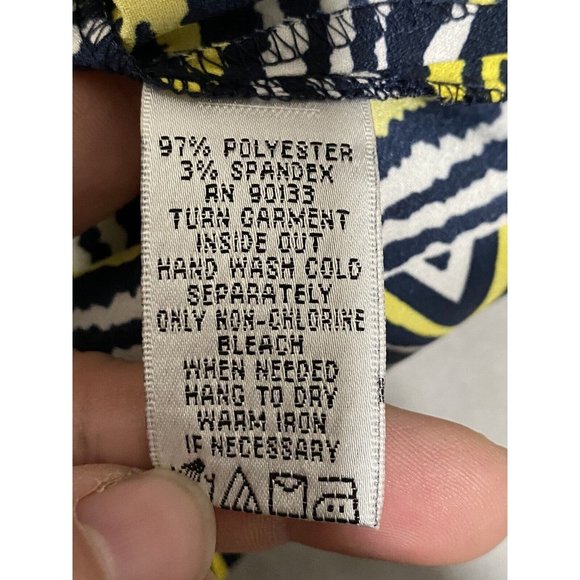 97% POLYESTER
3% SPANDEX
RN 90133
TURN GARMENT
INSIDE OUT
HAND WASH COLD
SEPARATELY
ONLY NON-CHLORINE
BLEACH
WHEN NEEDED
HANG TO DRY
WARM IRON
IF NECESSARY